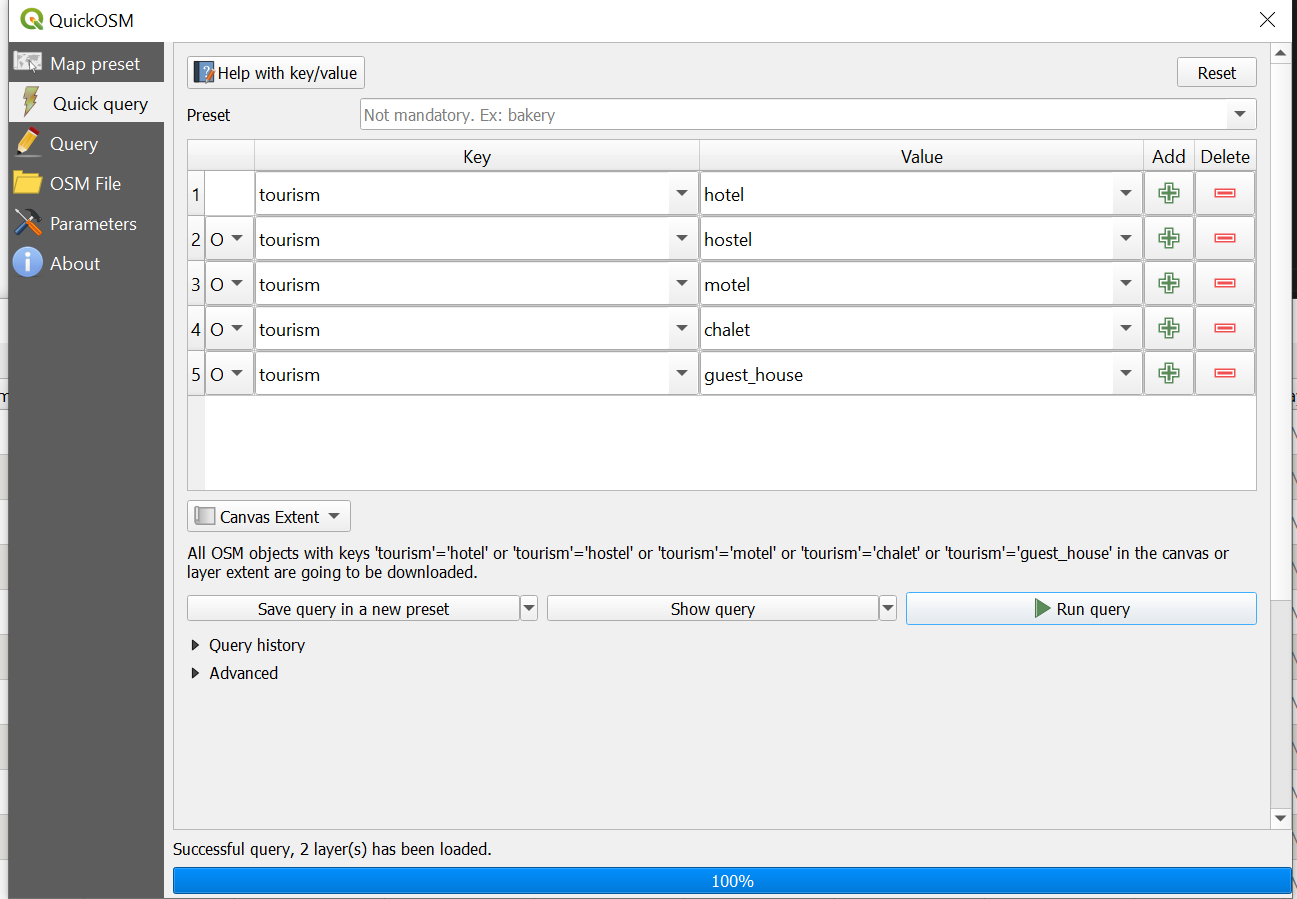 QuickOSM
Map preset
Quick query
Query
OSM File
Parameters
About
Help with key/value
Reset
Preset
Not mandatory. Ex: bakery
Key Value Add Delete
1 tourism hotel
2 O tourism hostel
3 O tourism motel
4 O tourism chalet
5 O tourism guest_house
Canvas Extent
All OSM objects with keys 'tourism'='hotel' or 'tourism'='hostel' or 'tourism'='motel' or 'tourism'='chalet' or 'tourism'='guest_house' in the canvas or
layer extent are going to be downloaded.
Save query in a new preset Show query Run query
Query history
Advanced
Successful query, 2 layer(s) has been loaded.
100%